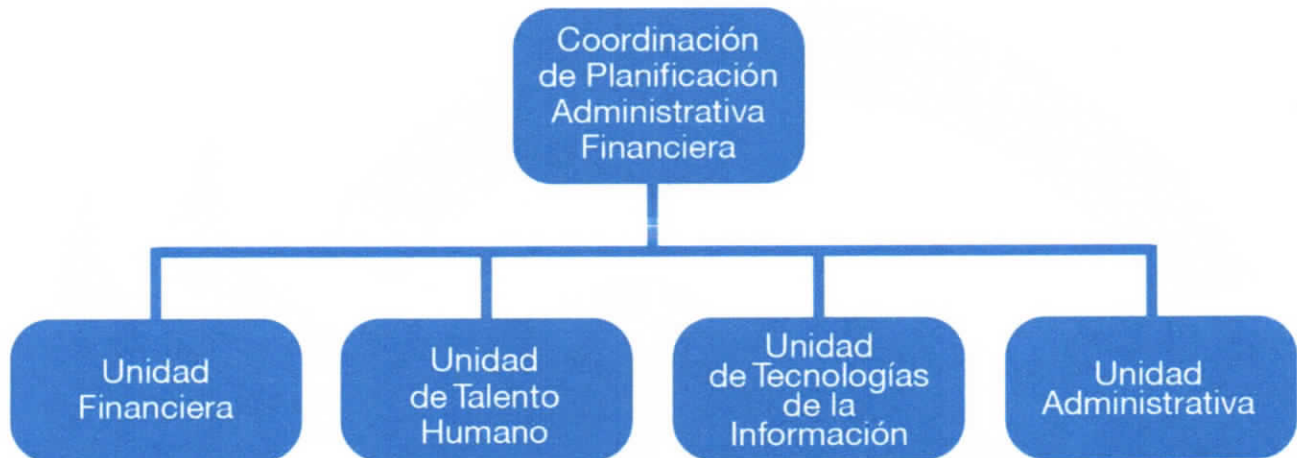 Coordinación
de Planificación
Administrativa
Financiera
Unidad
Financiera
Unidad
de Talento
Humano
Unidad
de Tecnologías
de la
Información
Unidad
Administrativa